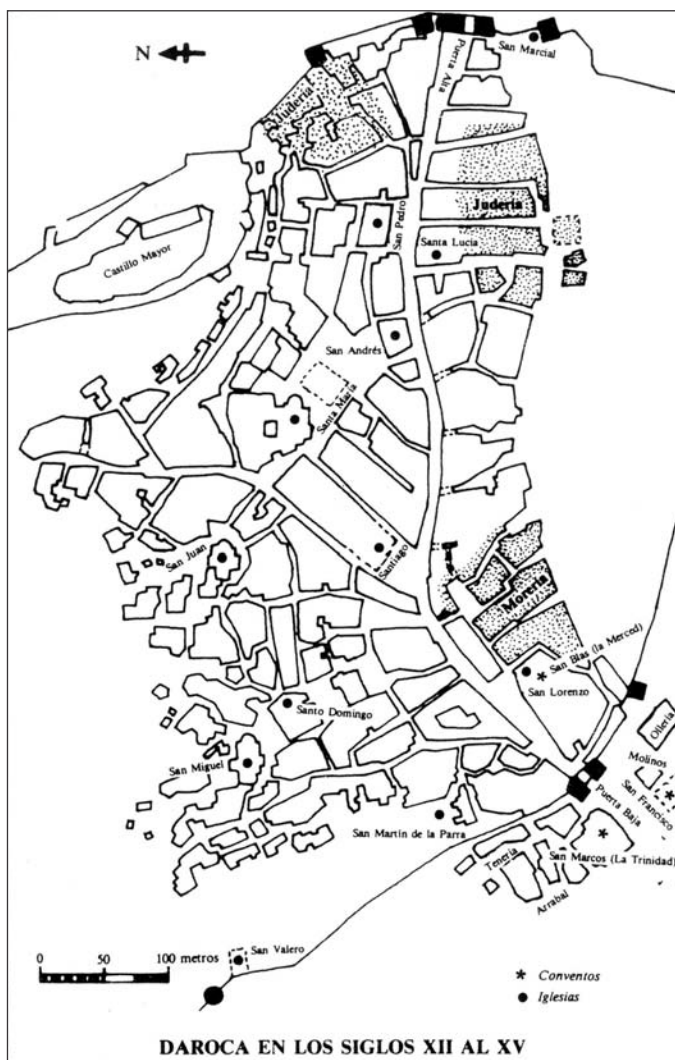 N
San Marcial
Puerta Alta
Judería
Judería
Castillo Mayor
San Pedro
Santa Lucía
San Andrés
Santa María
San Juan
Santiago
Morería
San Blas (la Merced)
San Lorenzo
Santo Domingo
Ollería
San Miguel
Molinos
San Francisco
Puerta Baja
San Martín de la Parra
Tenería
San Marcos (La Trinidad)
Arrabal
San Valero
0 50 100 metros
* Conventos
● Iglesias
DAROCA EN LOS SIGLOS XII AL XV